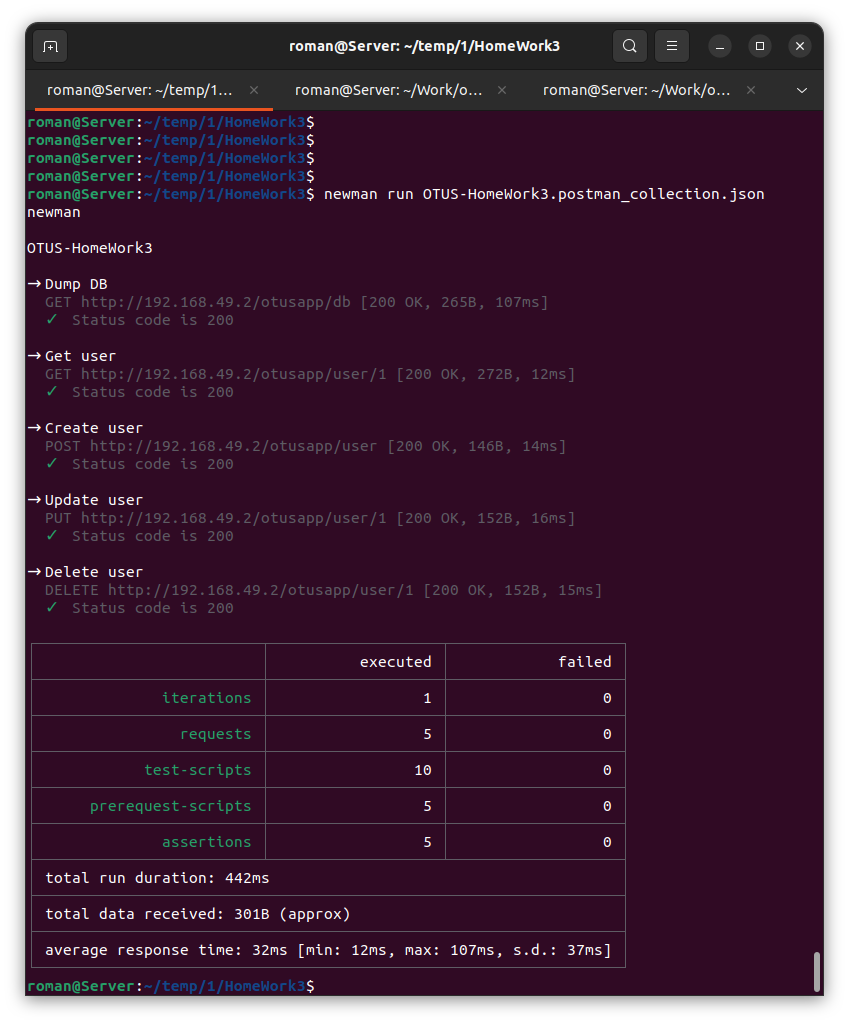 roman@Server: ~/temp/1/HomeWork3
roman@Server: ~/temp/1... × roman@Server: ~/Work/o... × roman@Server: ~/Work/o... ×
roman@Server:~/temp/1/HomeWork3$
roman@Server:~/temp/1/HomeWork3$
roman@Server:~/temp/1/HomeWork3$
roman@Server:~/temp/1/HomeWork3$
roman@Server:~/temp/1/HomeWork3$ newman run OTUS-HomeWork3.postman_collection.json
newman
OTUS-HomeWork3
→ Dump DB
GET http://192.168.49.2/otusapp/db [200 OK, 265B, 107ms]
✓ Status code is 200
→ Get user
GET http://192.168.49.2/otusapp/user/1 [200 OK, 272B, 12ms]
✓ Status code is 200
→ Create user
POST http://192.168.49.2/otusapp/user [200 OK, 146B, 14ms]
✓ Status code is 200
→ Update user
PUT http://192.168.49.2/otusapp/user/1 [200 OK, 152B, 16ms]
✓ Status code is 200
→ Delete user
DELETE http://192.168.49.2/otusapp/user/1 [200 OK, 152B, 15ms]
✓ Status code is 200
executed failed
iterations 1 0
requests 5 0
test-scripts 10 0
prerequest-scripts 5 0
assertions 5 0
total run duration: 442ms
total data received: 301B (approx)
average response time: 32ms [min: 12ms, max: 107ms, s.d.: 37ms]
roman@Server:~/temp/1/HomeWork3$